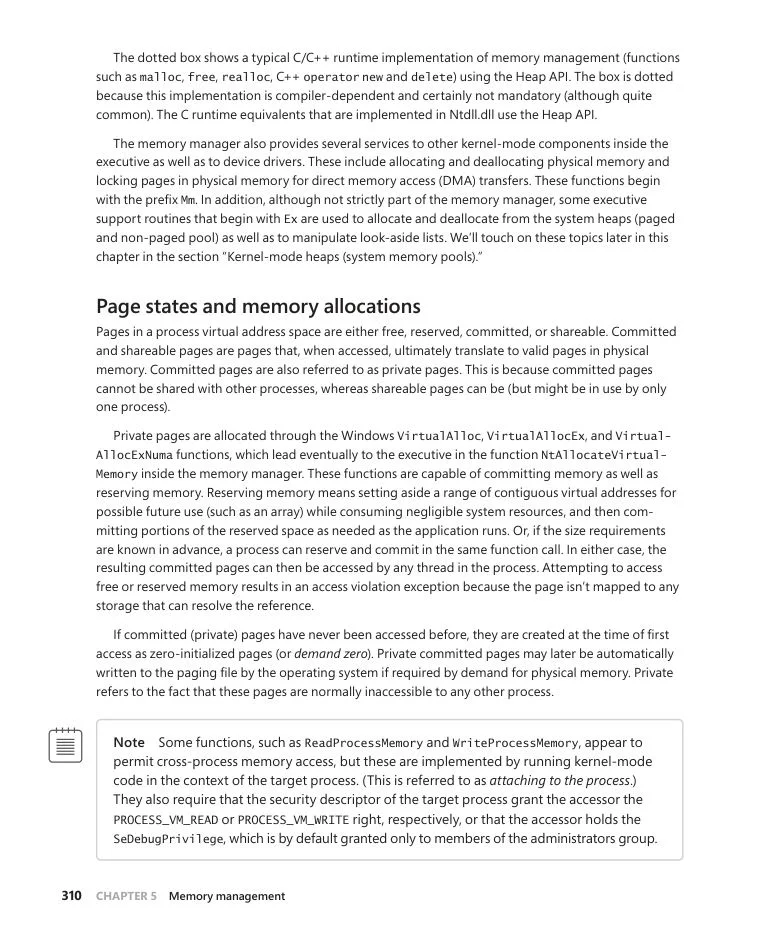 The dotted box shows a typical C/C++ runtime implementation of memory management (functions
such as malloc, free, realloc, C++ operator new and delete) using the Heap API. The box is dotted
because this implementation is compiler-dependent and certainly not mandatory (although quite
common). The C runtime equivalents that are implemented in Ntdll.dll use the Heap API.
The memory manager also provides several services to other kernel-mode components inside the
executive as well as to device drivers. These include allocating and deallocating physical memory and
locking pages in physical memory for direct memory access (DMA) transfers. These functions begin
with the prefix Mm. In addition, although not strictly part of the memory manager, some executive
support routines that begin with Ex are used to allocate and deallocate from the system heaps (paged
and non-paged pool) as well as to manipulate look-aside lists. We'll touch on these topics later in this
chapter in the section "Kernel-mode heaps (system memory pools)."
Page states and memory allocations
Pages in a process virtual address space are either free, reserved, committed, or shareable. Committed
and shareable pages are pages that, when accessed, ultimately translate to valid pages in physical
memory. Committed pages are also referred to as private pages. This is because committed pages
cannot be shared with other processes, whereas shareable pages can be (but might be in use by only
one process).
Private pages are allocated through the Windows VirtualAlloc, VirtualAllocEx, and Virtual-
AllocExNuma functions, which lead eventually to the executive in the function NtAllocateVirtual-
Memory inside the memory manager. These functions are capable of committing memory as well as
reserving memory. Reserving memory means setting aside a range of contiguous virtual addresses for
possible future use (such as an array) while consuming negligible system resources, and then com-
mitting portions of the reserved space as needed as the application runs. Or, if the size requirements
are known in advance, a process can reserve and commit in the same function call. In either case, the
resulting committed pages can then be accessed by any thread in the process. Attempting to access
free or reserved memory results in an access violation exception because the page isn't mapped to any
storage that can resolve the reference.
If committed (private) pages have never been accessed before, they are created at the time of first
access as zero-initialized pages (or demand zero). Private committed pages may later be automatically
written to the paging file by the operating system if required by demand for physical memory. Private
refers to the fact that these pages are normally inaccessible to any other process.
Note Some functions, such as ReadProcessMemory and WriteProcessMemory, appear to
permit cross-process memory access, but these are implemented by running kernel-mode
code in the context of the target process. (This is referred to as attaching to the process.)
They also require that the security descriptor of the target process grant the accessor the
PROCESS_VM_READ or PROCESS_VM_WRITE right, respectively, or that the accessor holds the
SeDebugPrivilege, which is by default granted only to members of the administrators group.
310 CHAPTER 5 Memory management